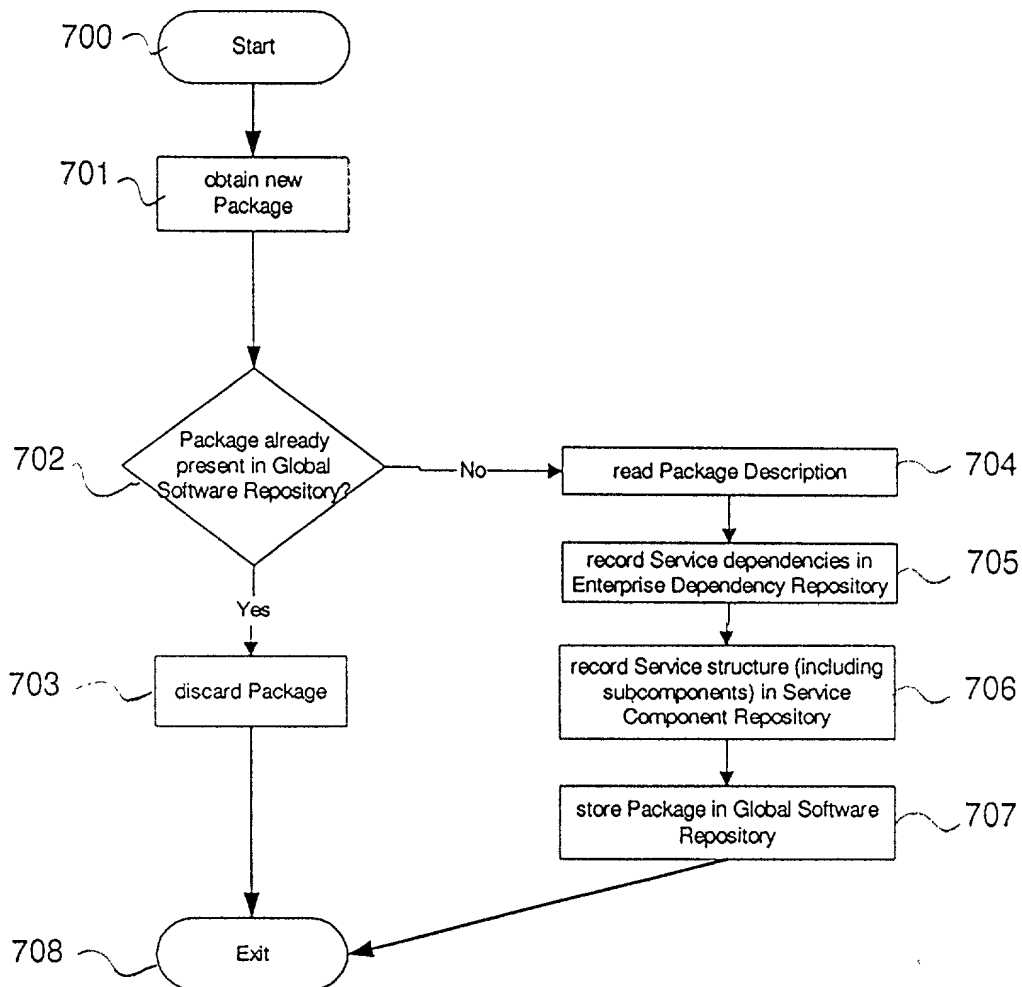 700
Start
701
obtain new
Package
702
Package already
present in Global
Software Repository?
No
704
read Package Description
705
record Service dependencies in
Enterprise Dependency Repository
Yes
703
discard Package
706
record Service structure (including
subcomponents) in Service
Component Repository
707
store Package in Global Software
Repository
708
Exit